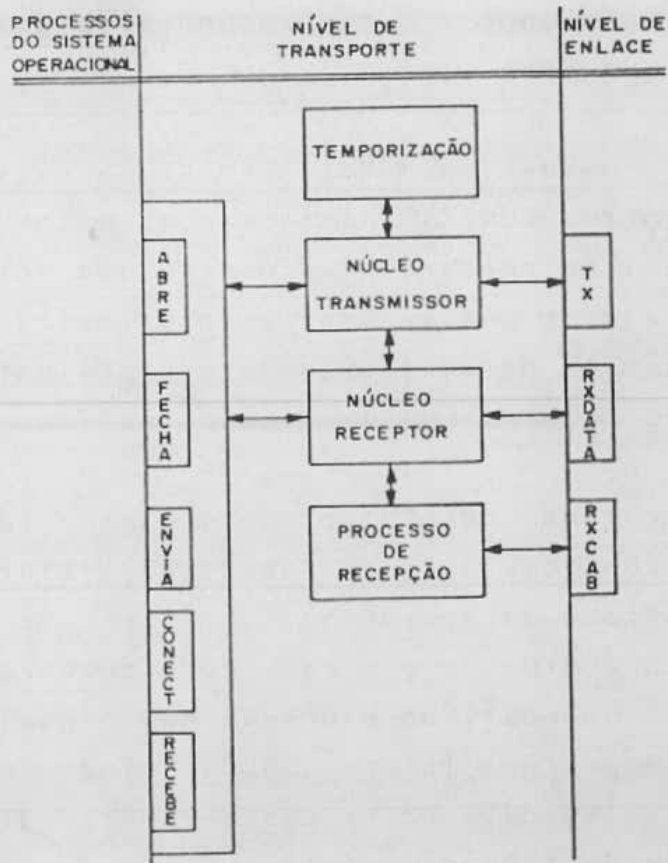 PROCESSOS
DO SISTEMA
OPERACIONAL
NÍVEL DE
TRANSPORTE
NÍVEL DE
ENLACE
TEMPORIZAÇÃO
ABRE
NÚCLEO
TRANSMISSOR
TX
FECHA
NÚCLEO
RECEPTOR
RXDATA
ENVIA
PROCESSO
DE
RECEPÇÃO
RXCAB
CONECT
RECEBE